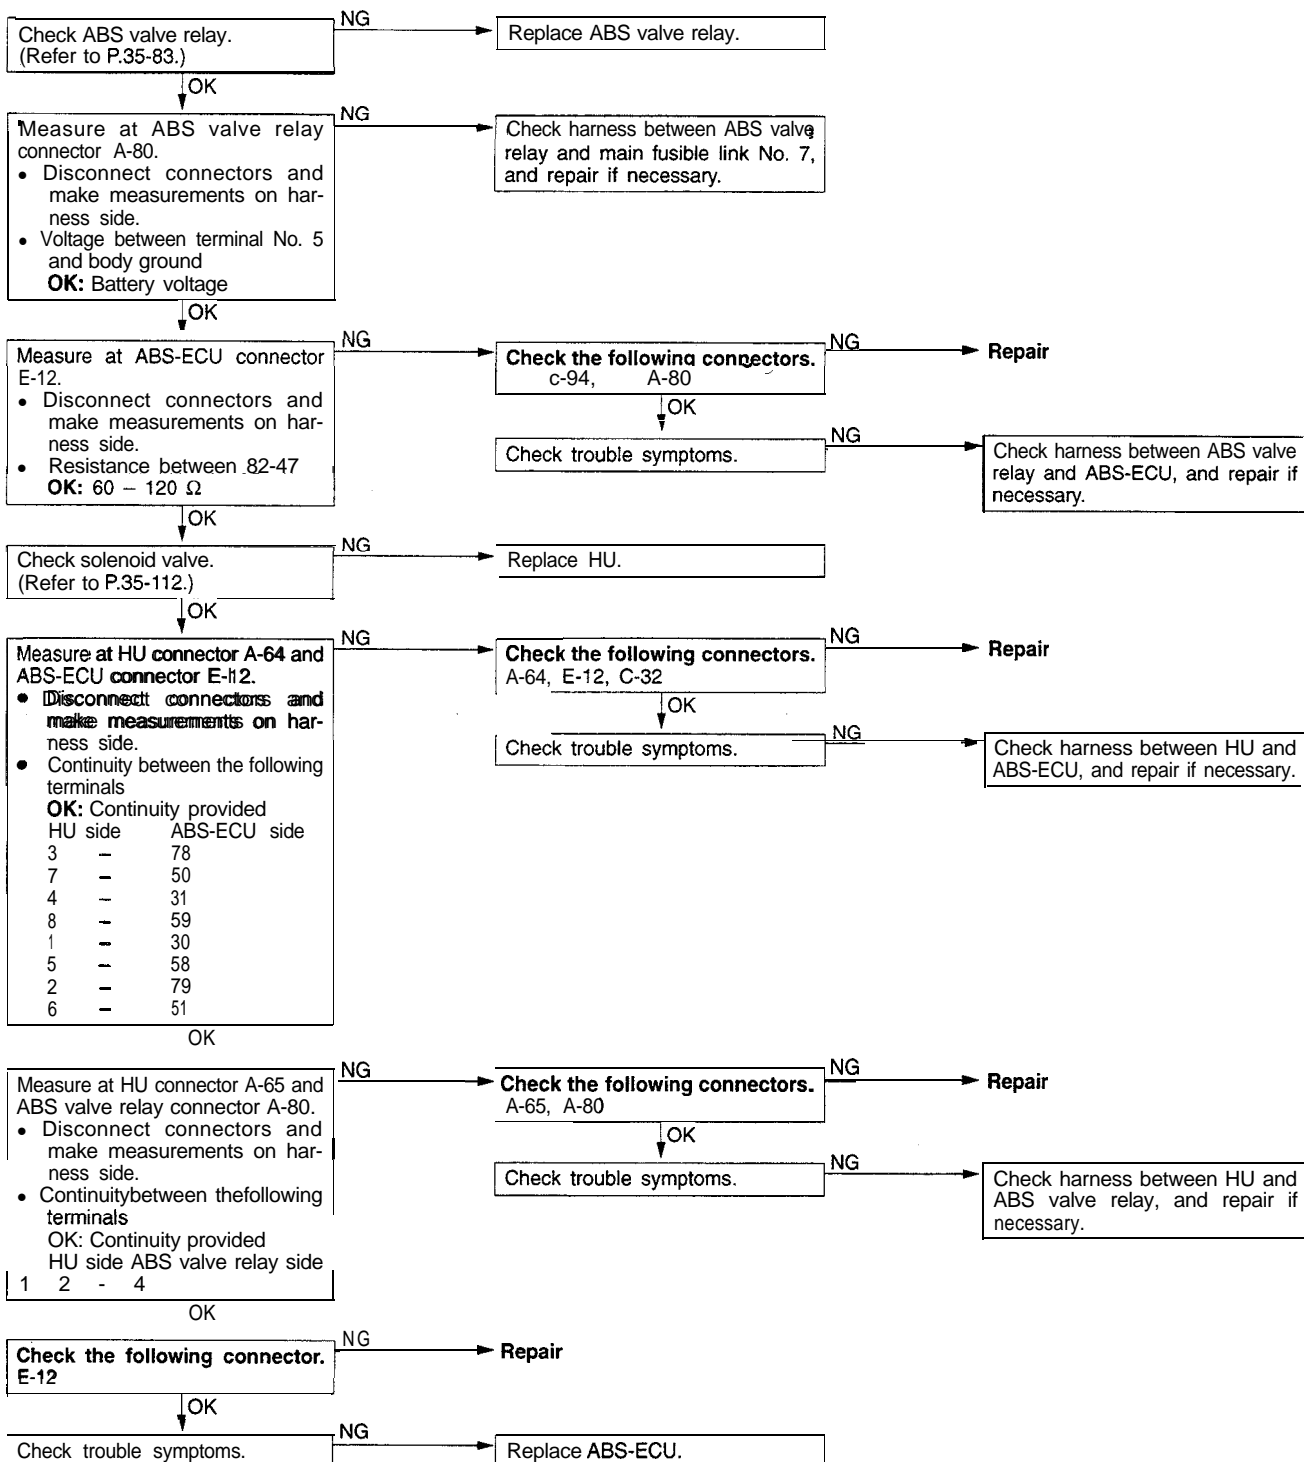 Check ABS valve relay.
(Refer to P.35-83.)
NG
Replace ABS valve relay.
OK
Measure at ABS valve relay
connector A-80.
• Disconnect connectors and
make measurements on har-
ness side.
• Voltage between terminal No. 5
and body ground
OK: Battery voltage
NG
Check harness between ABS valve
relay and main fusible link No. 7,
and repair if necessary.
OK
Measure at ABS-ECU connector
E-12.
• Disconnect connectors and
make measurements on har-
ness side.
• Resistance between 82-47
OK: 60 – 120 Ω
NG
Check the following connectors.
c-94, A-80
NG
Repair
OK
Check trouble symptoms.
NG
Check harness between ABS valve
relay and ABS-ECU, and repair if
necessary.
OK
Check solenoid valve.
(Refer to P.35-112.)
NG
Replace HU.
OK
Measure at HU connector A-64 and
ABS-ECU connector E-12.
• Disconnect connectors and
make measurements on har-
ness side.
• Continuity between the following
terminals
OK: Continuity provided
HU side ABS-ECU side
3 – 78
7 – 50
4 – 31
8 – 59
1 – 30
5 – 58
2 – 79
6 – 51
NG
Check the following connectors.
A-64, E-12, C-32
NG
Repair
OK
Check trouble symptoms.
NG
Check harness between HU and
ABS-ECU, and repair if necessary.
OK
Measure at HU connector A-65 and
ABS valve relay connector A-80.
• Disconnect connectors and
make measurements on har-
ness side.
• Continuitybetween thefollowing
terminals
OK: Continuity provided
HU side ABS valve relay side
1 2 - 4
NG
Check the following connectors.
A-65, A-80
NG
Repair
OK
Check trouble symptoms.
NG
Check harness between HU and
ABS valve relay, and repair if
necessary.
OK
Check the following connector.
E-12
NG
Repair
OK
Check trouble symptoms.
NG
Replace ABS-ECU.